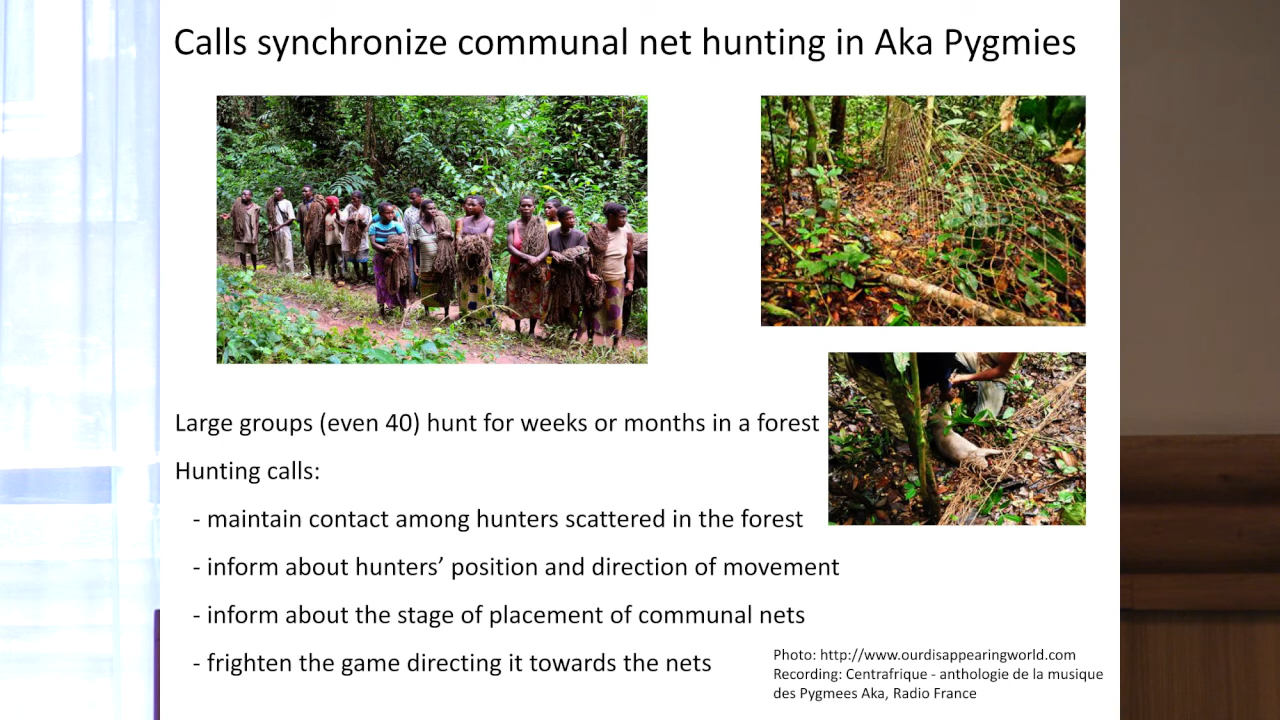 Calls synchronize communal net hunting in Aka Pygmies
Large groups (even 40) hunt for weeks or months in a forest
Hunting calls:
- maintain contact among hunters scattered in the forest
- inform about hunters’ position and direction of movement
- inform about the stage of placement of communal nets
- frighten the game directing it towards the nets
Photo: http://www.ourdisappearingworld.com
Recording: Centrafrique - anthologie de la musique
des Pygmees Aka, Radio France